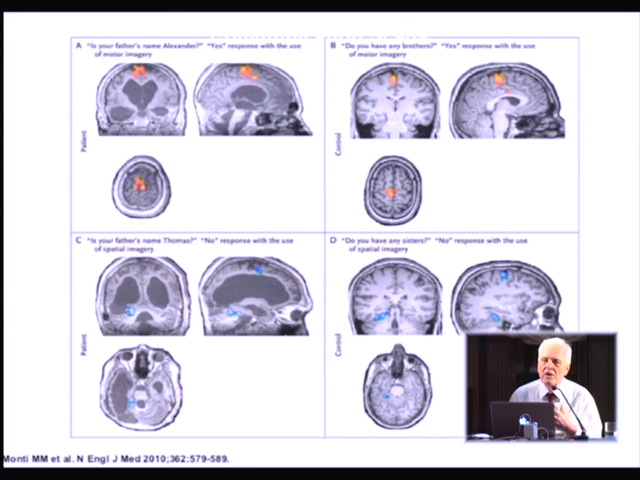 A "Is your father's name Alexander?" "Yes" response with the use
of motor imagery
B "Do you have any brothers?" "Yes" response with the use
of motor imagery
Patient
Control
C "Is your father's name Thomas?" "No" response with the use
of spatial imagery
D "Do you have any sisters?" "No" response with the use
of spatial imagery
Patient
Control
Monti MM et al. N Engl J Med 2010;362:579-589.